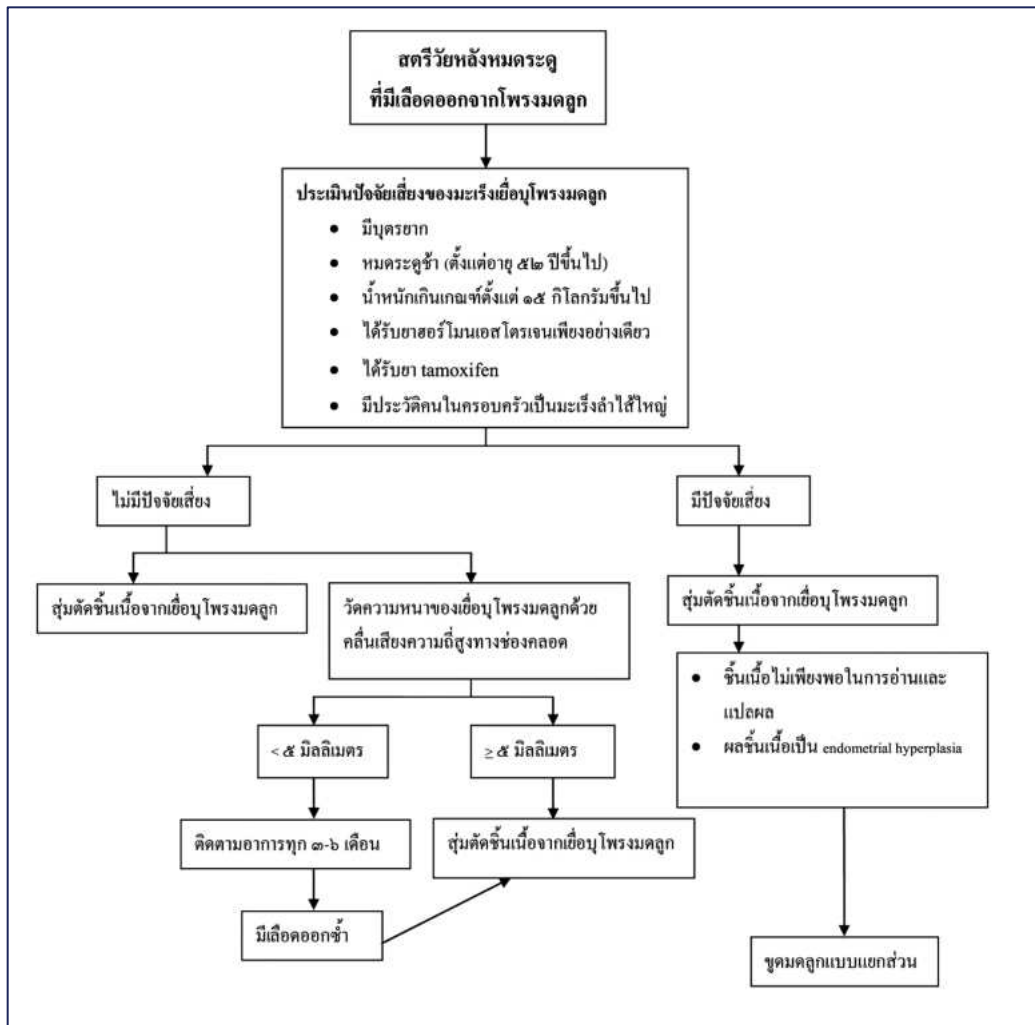 สตรีวัยหลังหมดระดู
ที่มีเลือดออกจากโพรงมดลูก
ประเมินปัจจัยเสี่ยงของมะเร็งเยื่อบุโพรงมดลูก
• มีบุตรยาก
• หมดระดูช้า (ตั้งแต่อายุ ๕๒ ปีขึ้นไป)
• น้ำหนักเกินเกณฑ์ตั้งแต่ ๑๕ กิโลกรัมขึ้นไป
• ได้รับยาฮอร์โมนเอสโตรเจนเพียงอย่างเดียว
• ได้รับยา tamoxifen
• มีประวัติคนในครอบครัวเป็นมะเร็งลำไส้ใหญ่
ไม่มีปัจจัยเสี่ยง
มีปัจจัยเสี่ยง
สุ่มตัดชิ้นเนื้อจากเยื่อบุโพรงมดลูก
วัดความหนาของเยื่อบุโพรงมดลูกด้วย
คลื่นเสียงความถี่สูงทางช่องคลอด
สุ่มตัดชิ้นเนื้อจากเยื่อบุโพรงมดลูก
• ชิ้นเนื้อไม่เพียงพอในการอ่านและ
แปลผล
• ผลชิ้นเนื้อเป็น endometrial hyperplasia
< ๕ มิลลิเมตร
≥ ๕ มิลลิเมตร
ติดตามอาการทุก ๓-๖ เดือน
สุ่มตัดชิ้นเนื้อจากเยื่อบุโพรงมดลูก
มีเลือดออกซ้ำ
ขูดมดลูกแบบแยกส่วน